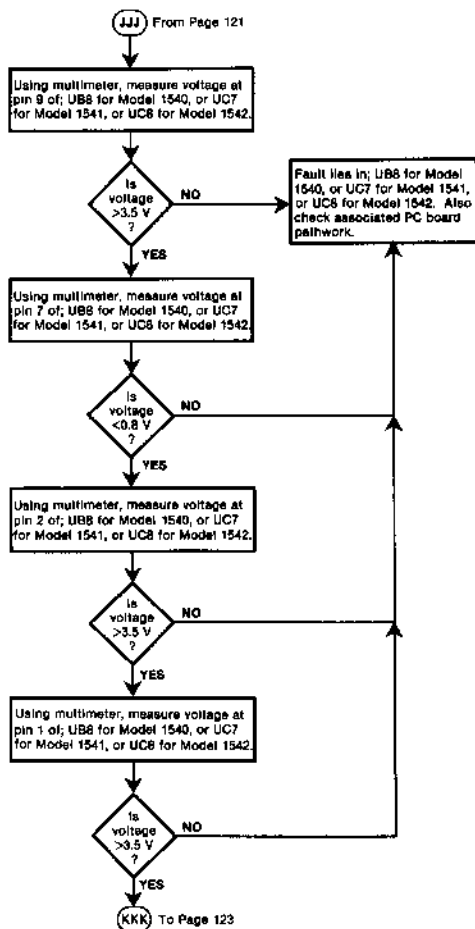 JJJ From Page 121
Using multimeter, measure voltage at
pin 9 of; UB8 for Model 1540, or UC7
for Model 1541, or UC8 for Model 1542.
Is
voltage
>3.5 V
?
NO
YES
Fault lies in; UB8 for Model
1540, or UC7 for Model 1541,
or UC8 for Model 1542. Also
check associated PC board
pathwork.
Using multimeter, measure voltage at
pin 7 of; UB8 for Model 1540, or UC7
for Model 1541, or UC8 for Model 1542.
Is
voltage
<0.8 V
?
NO
YES
Using multimeter, measure voltage at
pin 2 of; UB8 for Model 1540, or UC7
for Model 1541, or UC8 for Model 1542.
Is
voltage
>3.5 V
?
NO
YES
Using multimeter, measure voltage at
pin 1 of; UB8 for Model 1540, or UC7
for Model 1541, or UC8 for Model 1542.
Is
voltage
>3.5 V
?
NO
YES
KKK To Page 123